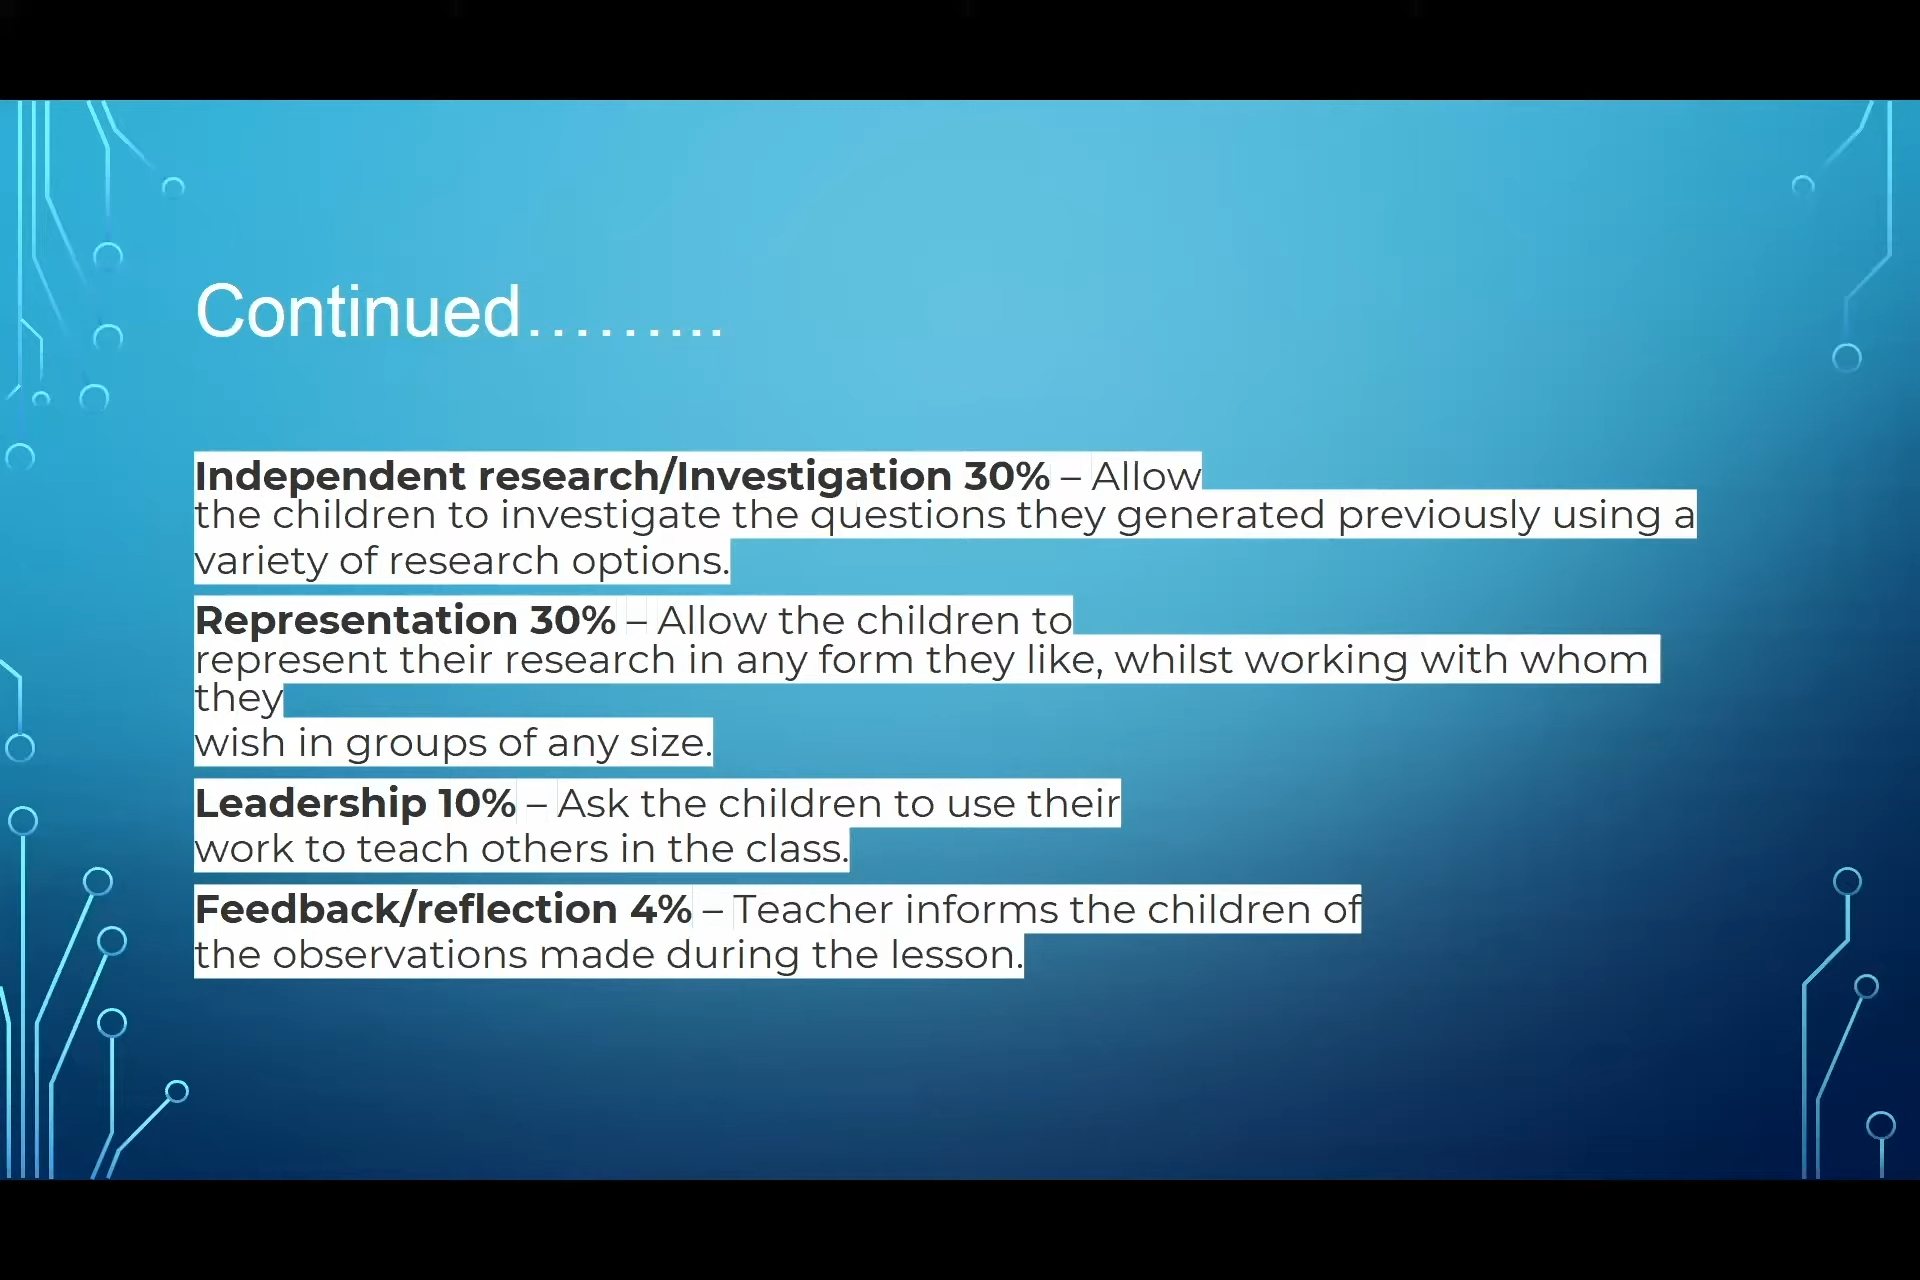 Continued.........
Independent research/Investigation 30% – Allow
the children to investigate the questions they generated previously using a
variety of research options.
Representation 30% – Allow the children to
represent their research in any form they like, whilst working with whom
they
wish in groups of any size.
Leadership 10% – Ask the children to use their
work to teach others in the class.
Feedback/reflection 4% – Teacher informs the children of
the observations made during the lesson.